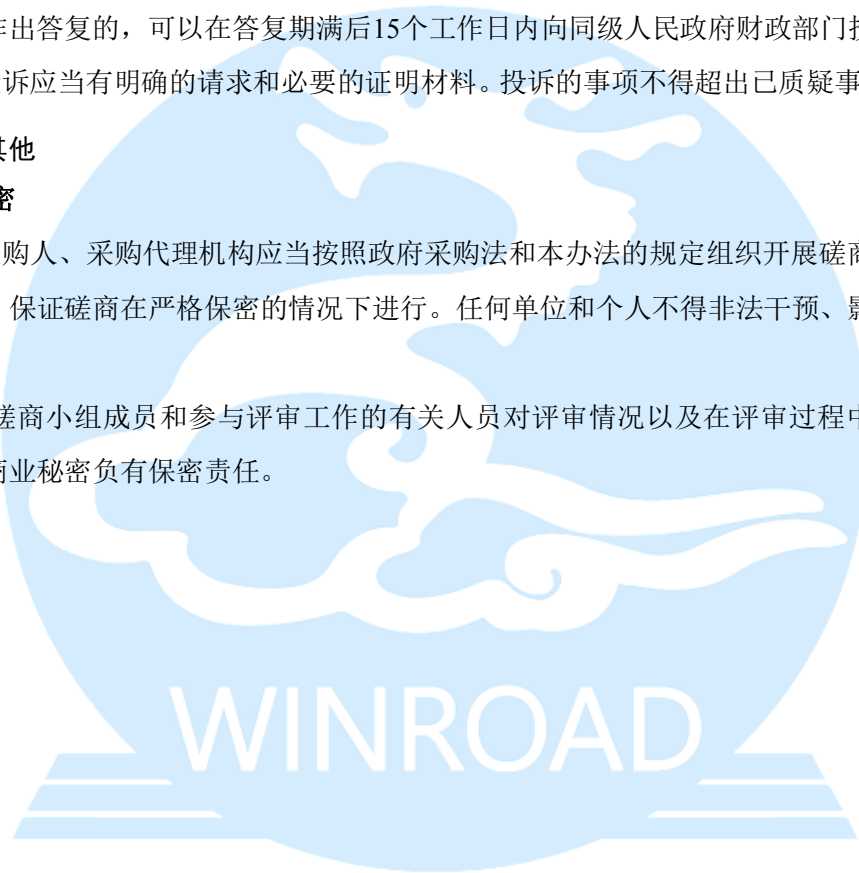 作出答复的，可以在答复期满后15个工作日内向同级人民政府财政部门投
诉应当有明确的请求和必要的证明材料。投诉的事项不得超出已质疑事
其他
密
购人、采购代理机构应当按照政府采购法和本办法的规定组织开展磋商
保证磋商在严格保密的情况下进行。任何单位和个人不得非法干预、影
磋商小组成员和参与评审工作的有关人员对评审情况以及在评审过程中
商业秘密负有保密责任。
WINROAD